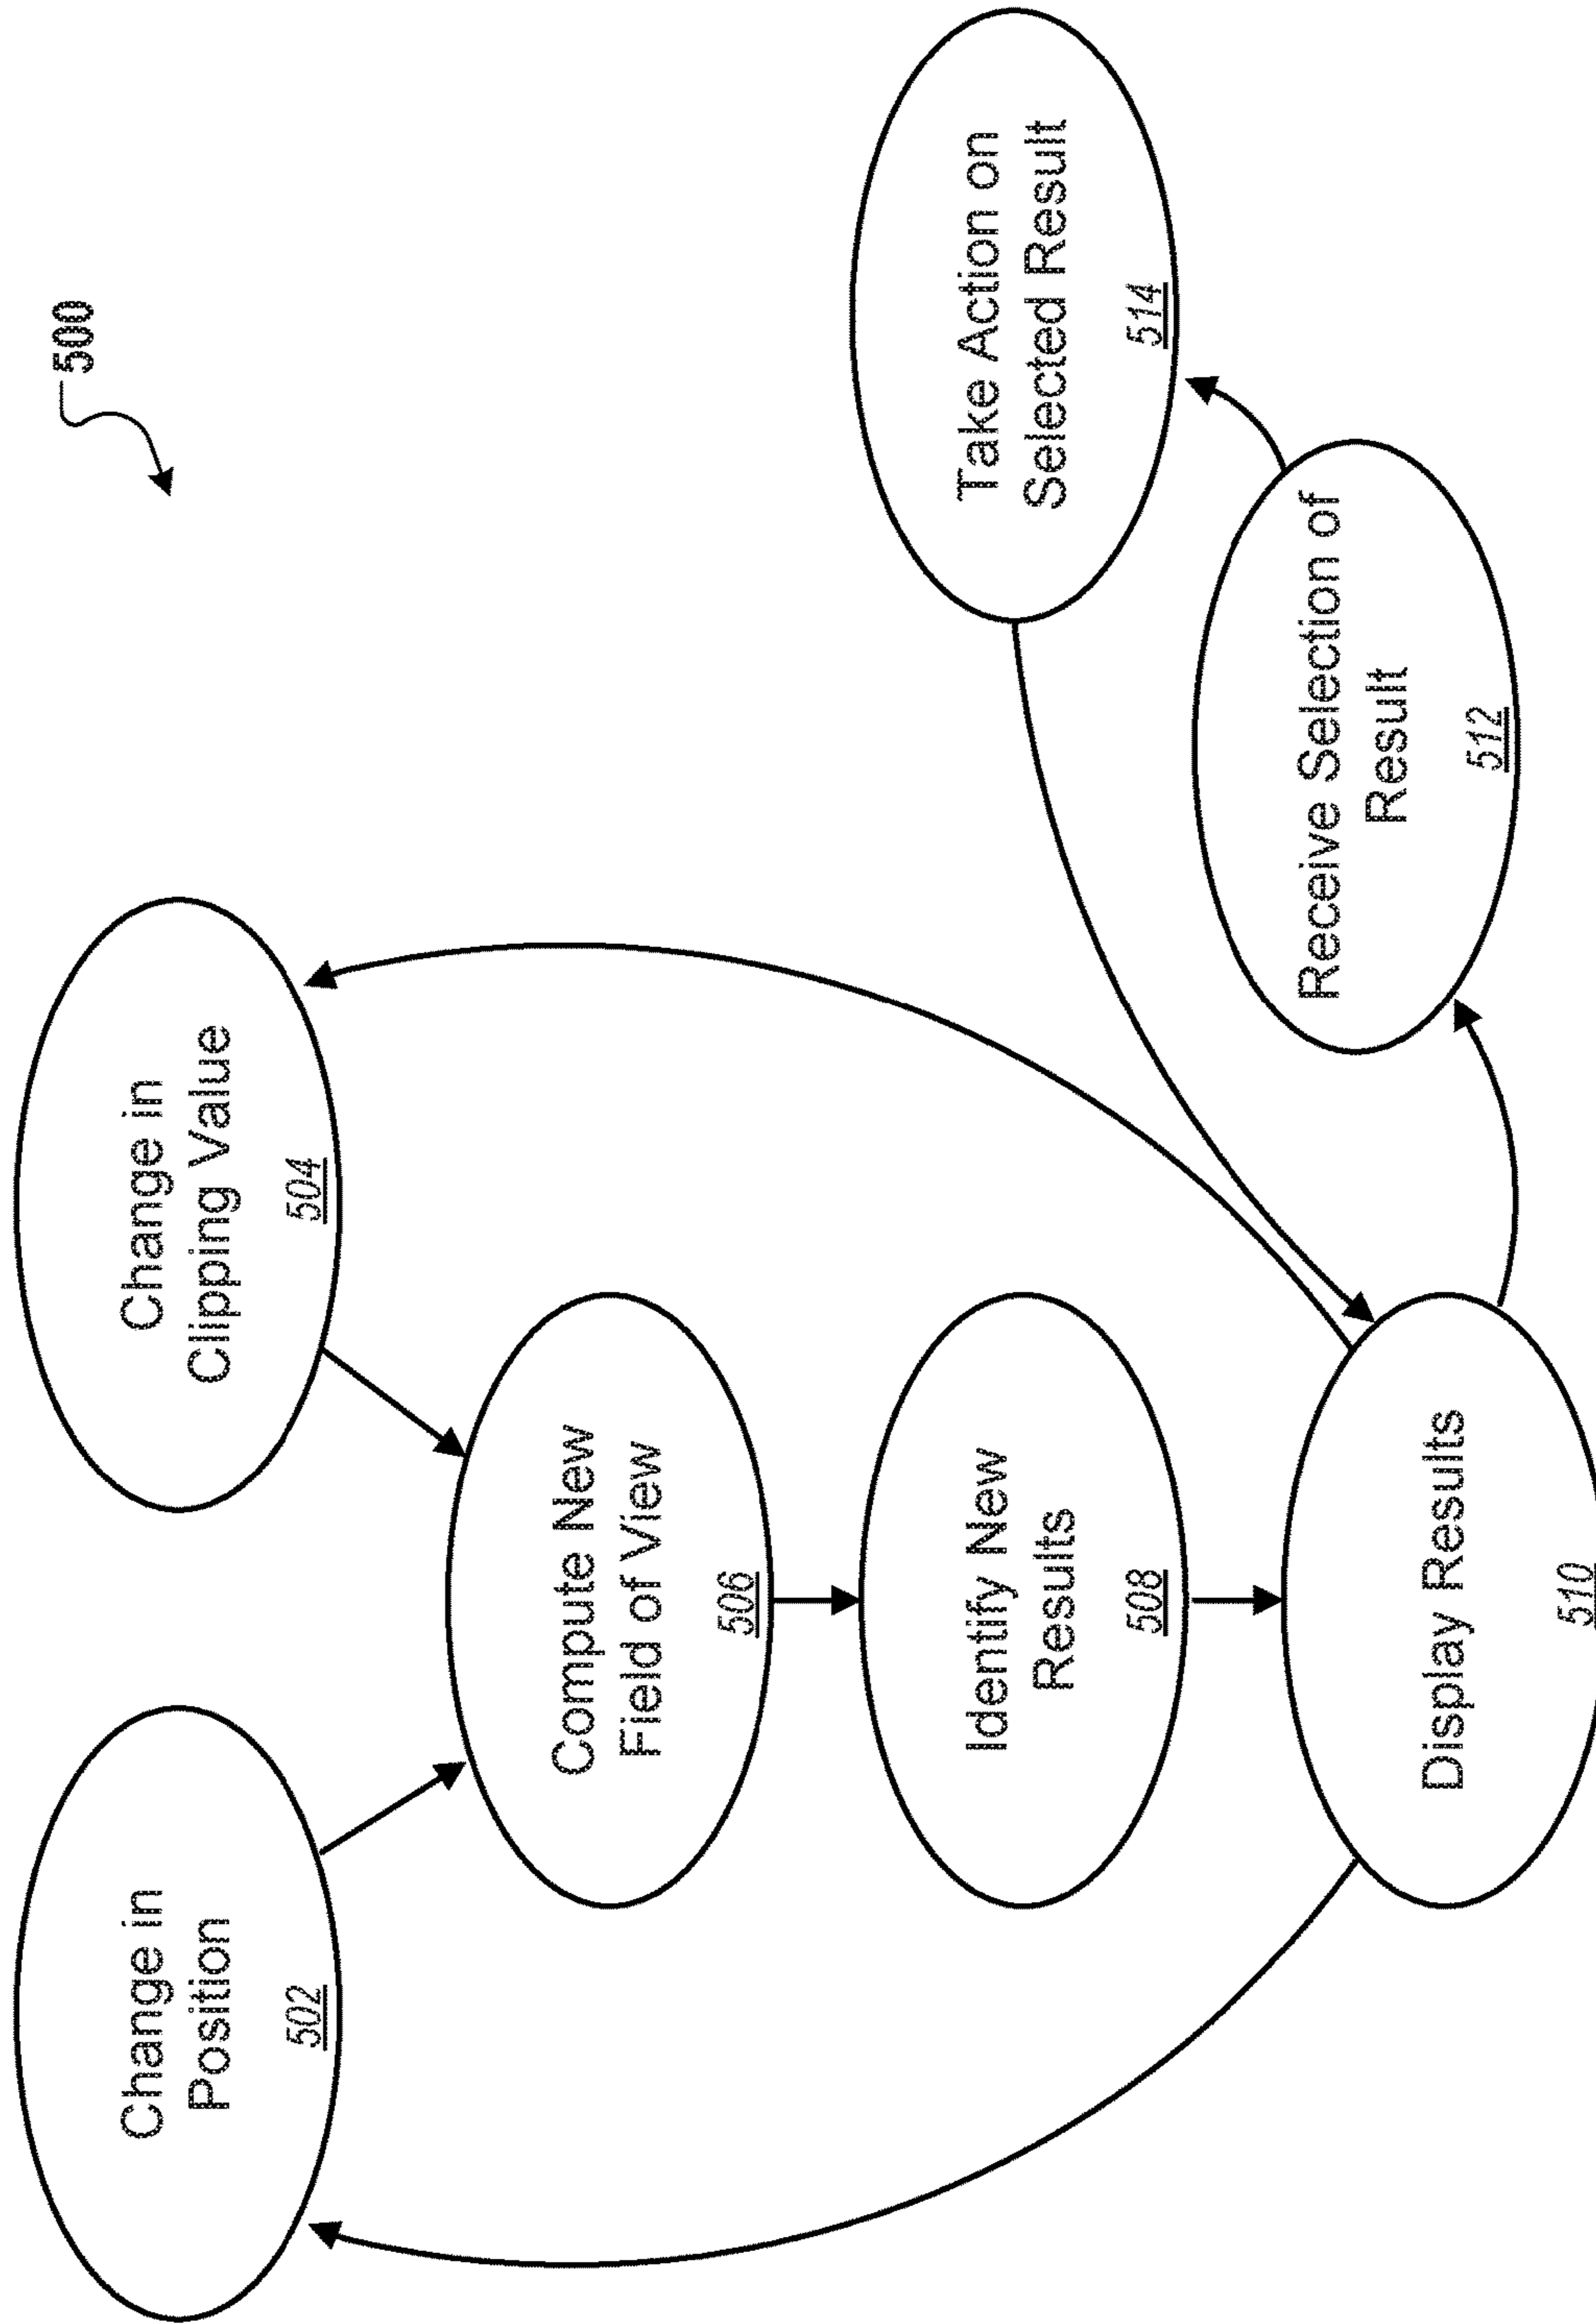 500
Change in
Position
502
Change in
Clipping Value
504
Compute New
Field of View
506
Identify New
Results
508
Display Results
510
Receive Selection of
Result
512
Take Action on
Selected Result
514